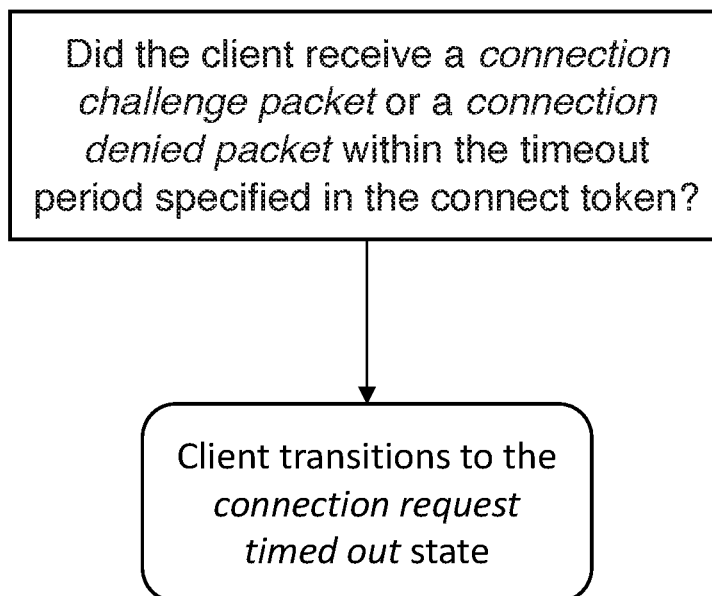 Did the client receive a connection
challenge packet or a connection
denied packet within the timeout
period specified in the connect token?
Client transitions to the
connection request
timed out state